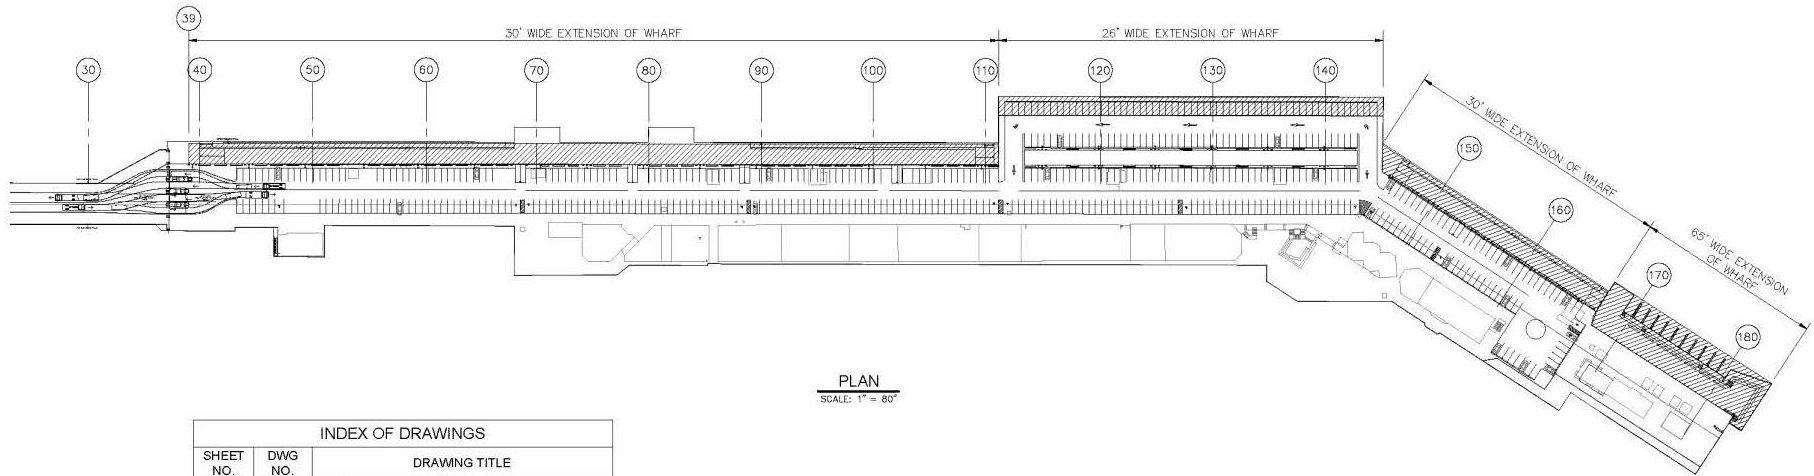 39
30' WIDE EXTENSION OF WHARF
26' WIDE EXTENSION OF WHARF
30
40
50
60
70
80
90
100
110
120
130
140
30' WIDE EXTENSION OF WHARF
150
160
65' WIDE EXTENSION
OF WHARF
170
180
PLAN
SCALE: 1" = 80'
INDEX OF DRAWINGS
SHEET
NO.
DWG
NO.
DRAWING TITLE